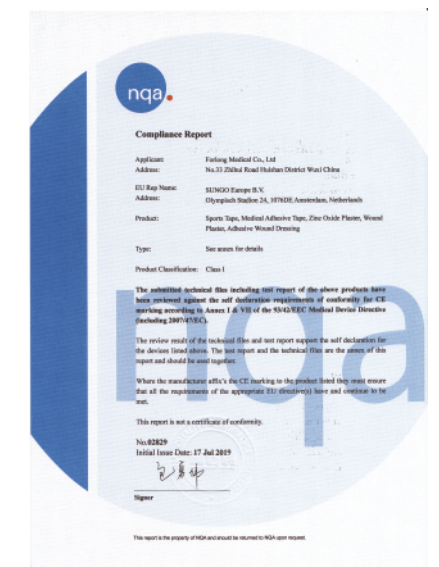 nqa.
Compliance Report
Applicant: Forlong Medical Co., Ltd
Address: No.33 Zhihui Road Huishan District Wuxi China
EU Rep Name: SUNGO Europe B.V.
Address: Olympisch Stadion 24, 1076DE Amsterdam, Netherlands
Product: Sports Tape, Medical Adhesive Tape, Zinc Oxide Plaster, Wound
Plaster, Adhesive Wound Dressing
Type: See annex for details
Product Classification: Class I
The submitted technical files including test report of the above products have
been reviewed against the self declaration requirements of conformity for CE
marking according to Annex I & VII of the 93/42/EEC Medical Device Directive
(including 2007/47/EC).
The review result of the technical files and test report support the self declaration for
the devices listed above. The test report and the technical files are the annex of this
report and should be used together.
Where the manufacturer affix's the CE marking to the product listed they must ensure
that all the requirements of the appropriate EU directive(s) have and continue to be
met.
This report is not a certificate of conformity.
No.02829
Initial Issue Date: 17 Jul 2019
Signer
This report is the property of NQA and should be returned to NQA upon request.
nqa